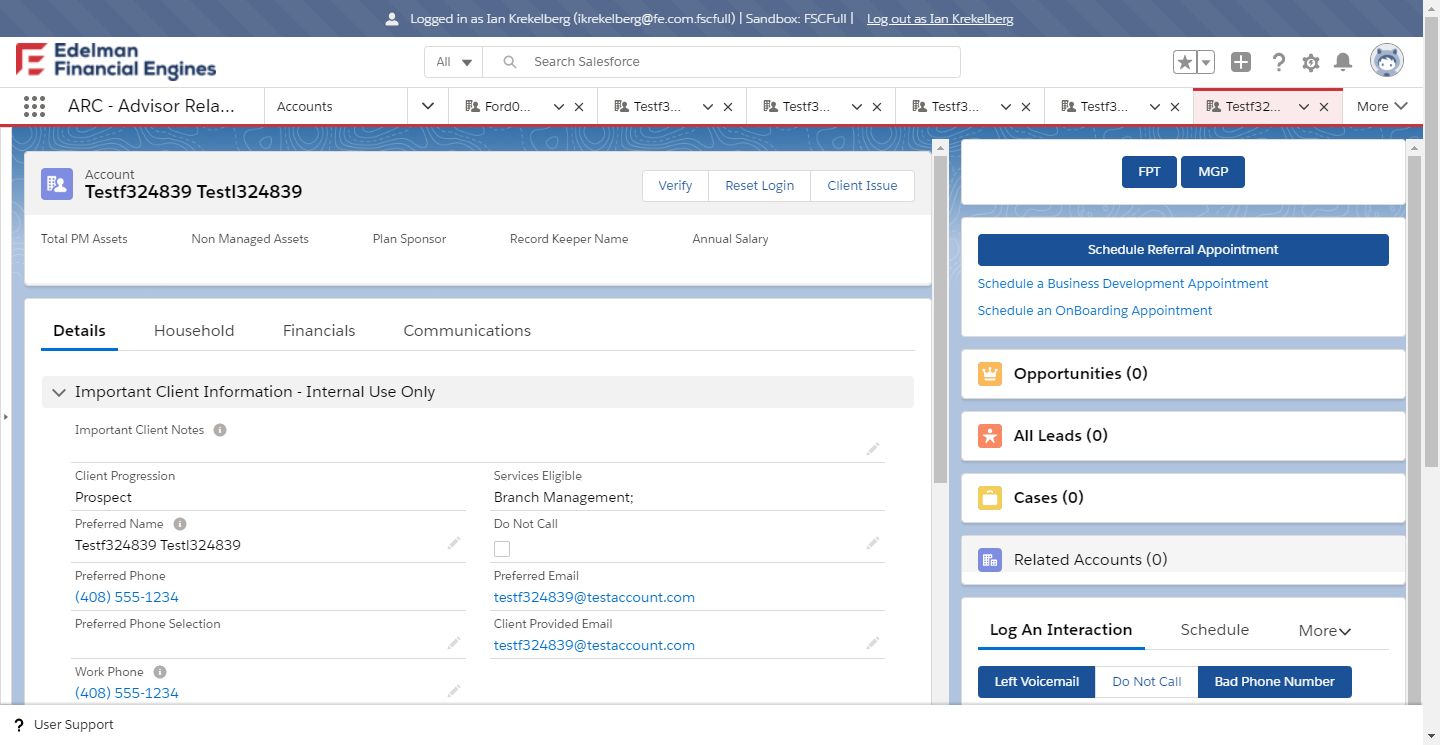 Logged in as Ian Krekelberg (ikrekelberg@fe.com.fscfull) | Sandbox: FSCFull | Log out as Ian Krekelberg
Edelman
Financial Engines
All
Search Salesforce
ARC - Advisor Rela...
Accounts
Ford0...
Testf3...
Testf3...
Testf3...
Testf3...
Testf32...
More
Account
Testf324839 Testl324839
Verify
Reset Login
Client Issue
Total PM Assets
Non Managed Assets
Plan Sponsor
Record Keeper Name
Annual Salary
Details
Household
Financials
Communications
Important Client Information - Internal Use Only
Important Client Notes
Client Progression
Prospect
Services Eligible
Branch Management;
Preferred Name
Testf324839 Testl324839
Do Not Call
Preferred Phone
(408) 555-1234
Preferred Email
testf324839@testaccount.com
Preferred Phone Selection
Client Provided Email
testf324839@testaccount.com
Work Phone
(408) 555-1234
FPT
MGP
Schedule Referral Appointment
Schedule a Business Development Appointment
Schedule an OnBoarding Appointment
Opportunities (0)
All Leads (0)
Cases (0)
Related Accounts (0)
Log An Interaction
Schedule
More
Left Voicemail
Do Not Call
Bad Phone Number
? User Support